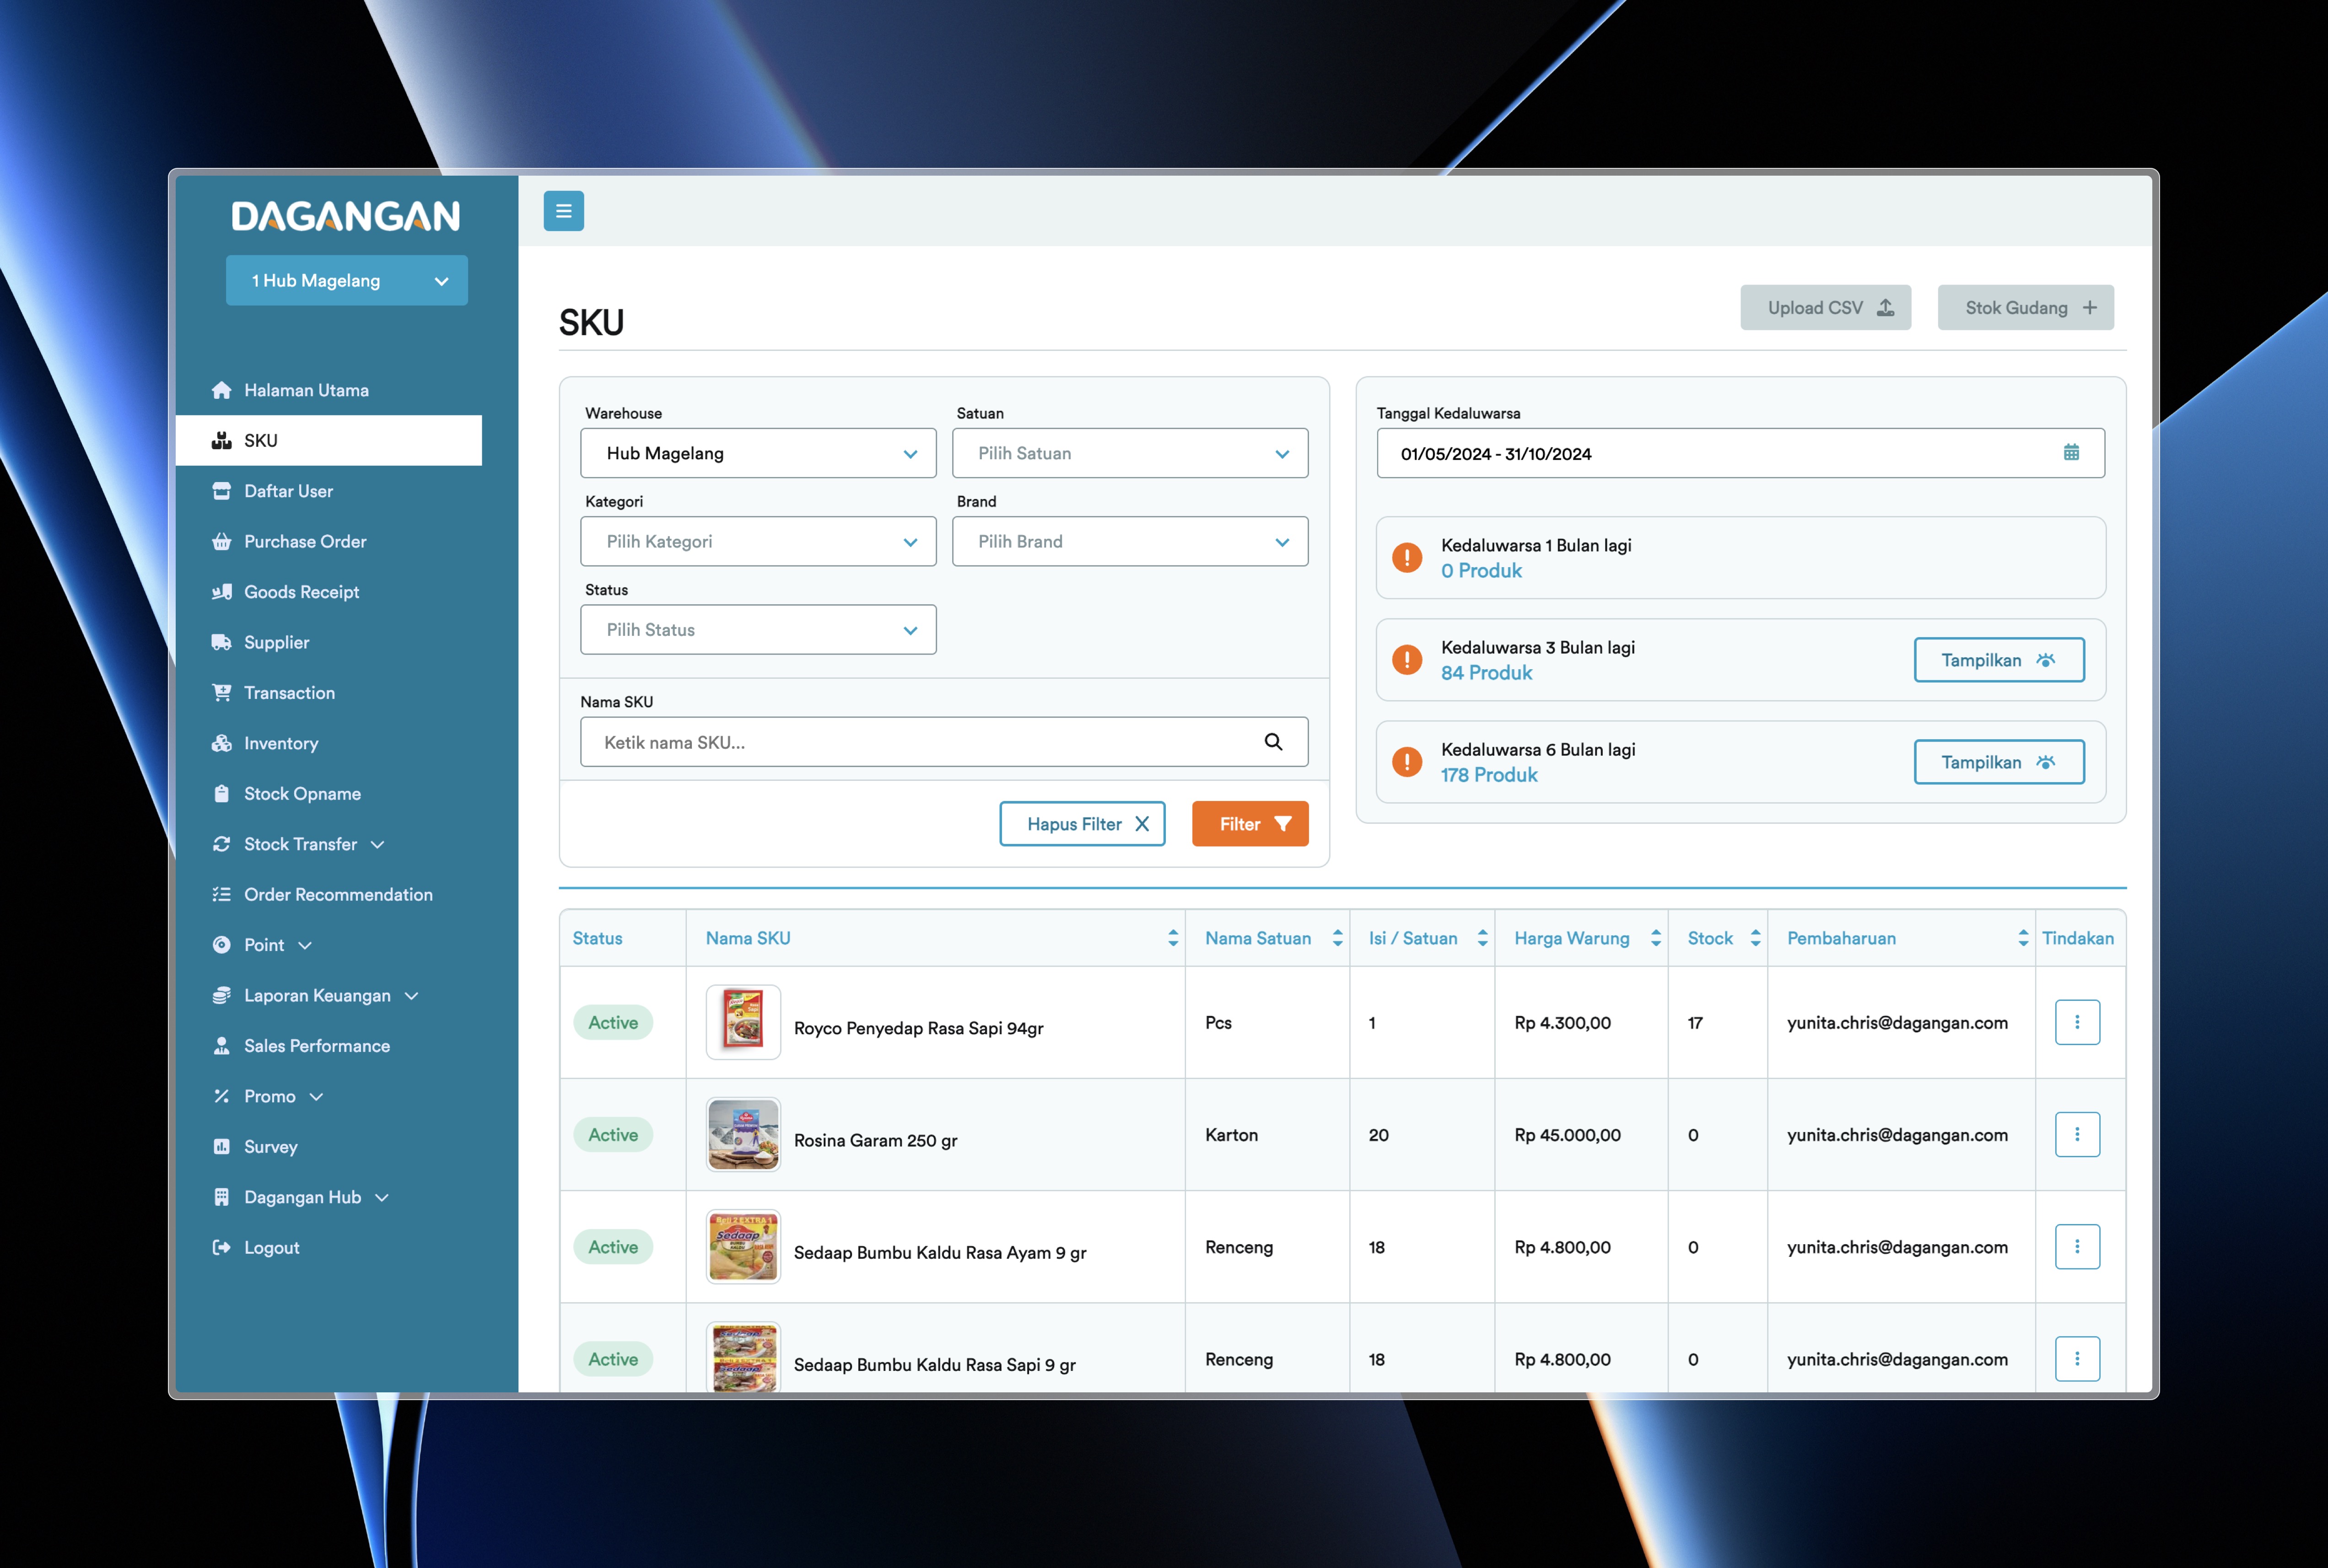 DAGANGAN
1 Hub Magelang
Halaman Utama
SKU
Daftar User
Purchase Order
Goods Receipt
Supplier
Transaction
Inventory
Stock Opname
Stock Transfer
Order Recommendation
Point
Laporan Keuangan
Sales Performance
Promo
Survey
Dagangan Hub
Logout
SKU
Upload CSV
Stok Gudang
Warehouse
Hub Magelang
Satuan
Pilih Satuan
Kategori
Pilih Kategori
Brand
Pilih Brand
Status
Pilih Status
Nama SKU
Ketik nama SKU...
Hapus Filter
Filter
Tanggal Kedaluwarsa
01/05/2024 - 31/10/2024
Kedaluwarsa 1 Bulan lagi
0 Produk
Kedaluwarsa 3 Bulan lagi
84 Produk
Tampilkan
Kedaluwarsa 6 Bulan lagi
178 Produk
Tampilkan
Status Nama SKU Nama Satuan Isi / Satuan Harga Warung Stock Pembaharuan Tindakan
Active Royco Penyedap Rasa Sapi 94gr Pcs 1 Rp 4.300,00 17 yunita.chris@dagangan.com
Active Rosina Garam 250 gr Karton 20 Rp 45.000,00 0 yunita.chris@dagangan.com
Active Sedaap Bumbu Kaldu Rasa Ayam 9 gr Renceng 18 Rp 4.800,00 0 yunita.chris@dagangan.com
Active Sedaap Bumbu Kaldu Rasa Sapi 9 gr Renceng 18 Rp 4.800,00 0 yunita.chris@dagangan.com